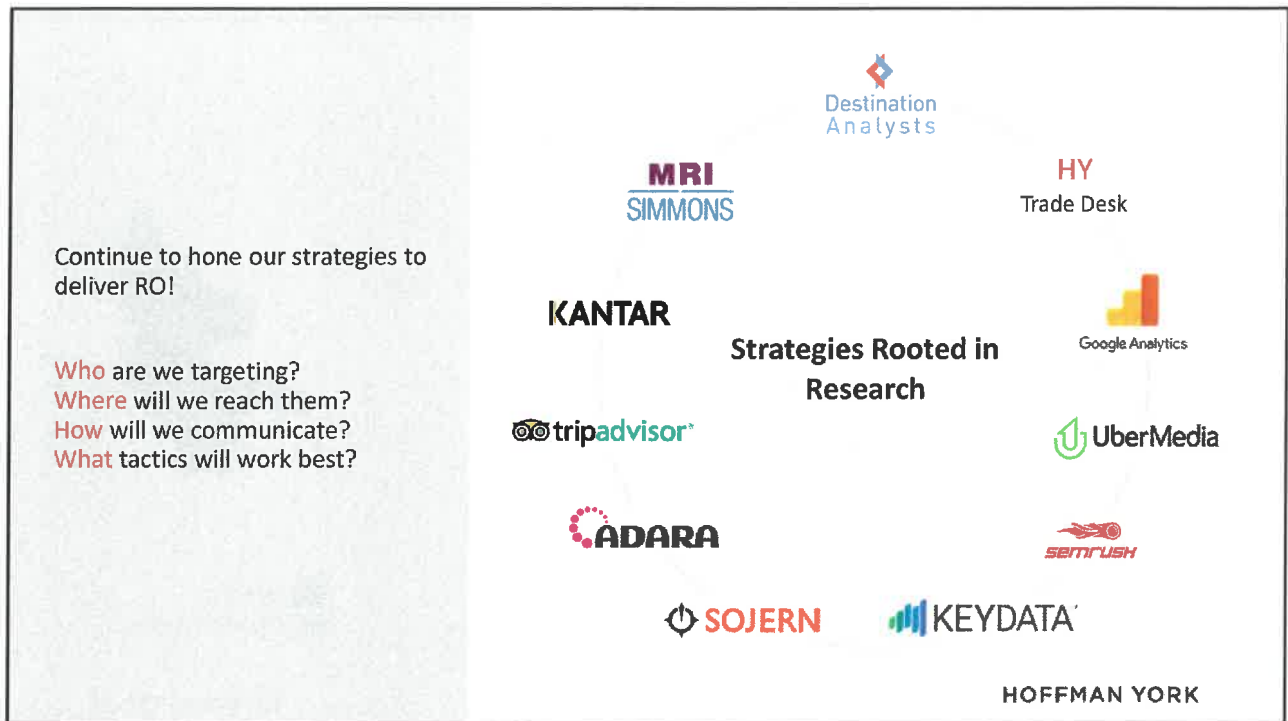 Continue to hone our strategies to
deliver RO!
Who are we targeting?
Where will we reach them?
How will we communicate?
What tactics will work best?
Destination
Analysts
MRI
SIMMONS
HY
Trade Desk
KANTAR
Google Analytics
Strategies Rooted in
Research
tripadvisor
UberMedia
ADARA
semrush
SOJERN
KEYDATA
HOFFMAN YORK